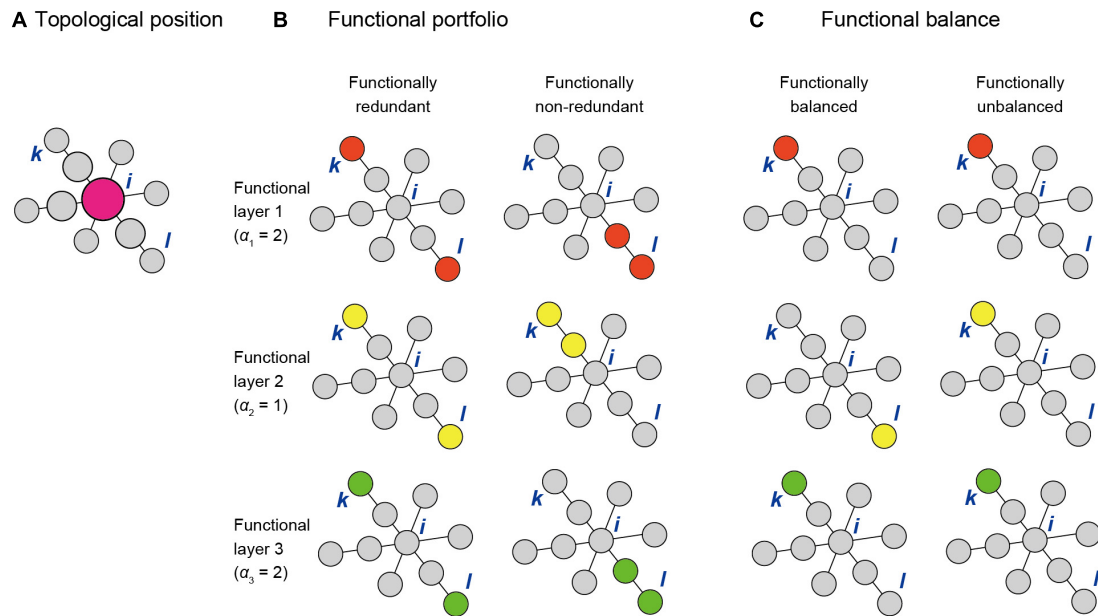 A Topological position
B Functional portfolio
C Functional balance
Functionally
redundant
Functionally
non-redundant
Functionally
balanced
Functionally
unbalanced
k
i
l
Functional
layer 1
(α₁ = 2)
k
i
l
k
i
l
k
i
l
k
i
l
Functional
layer 2
(α₂ = 1)
k
i
l
k
i
l
k
i
l
k
i
l
Functional
layer 3
(α₃ = 2)
k
i
l
k
i
l
k
i
l
k
i
l